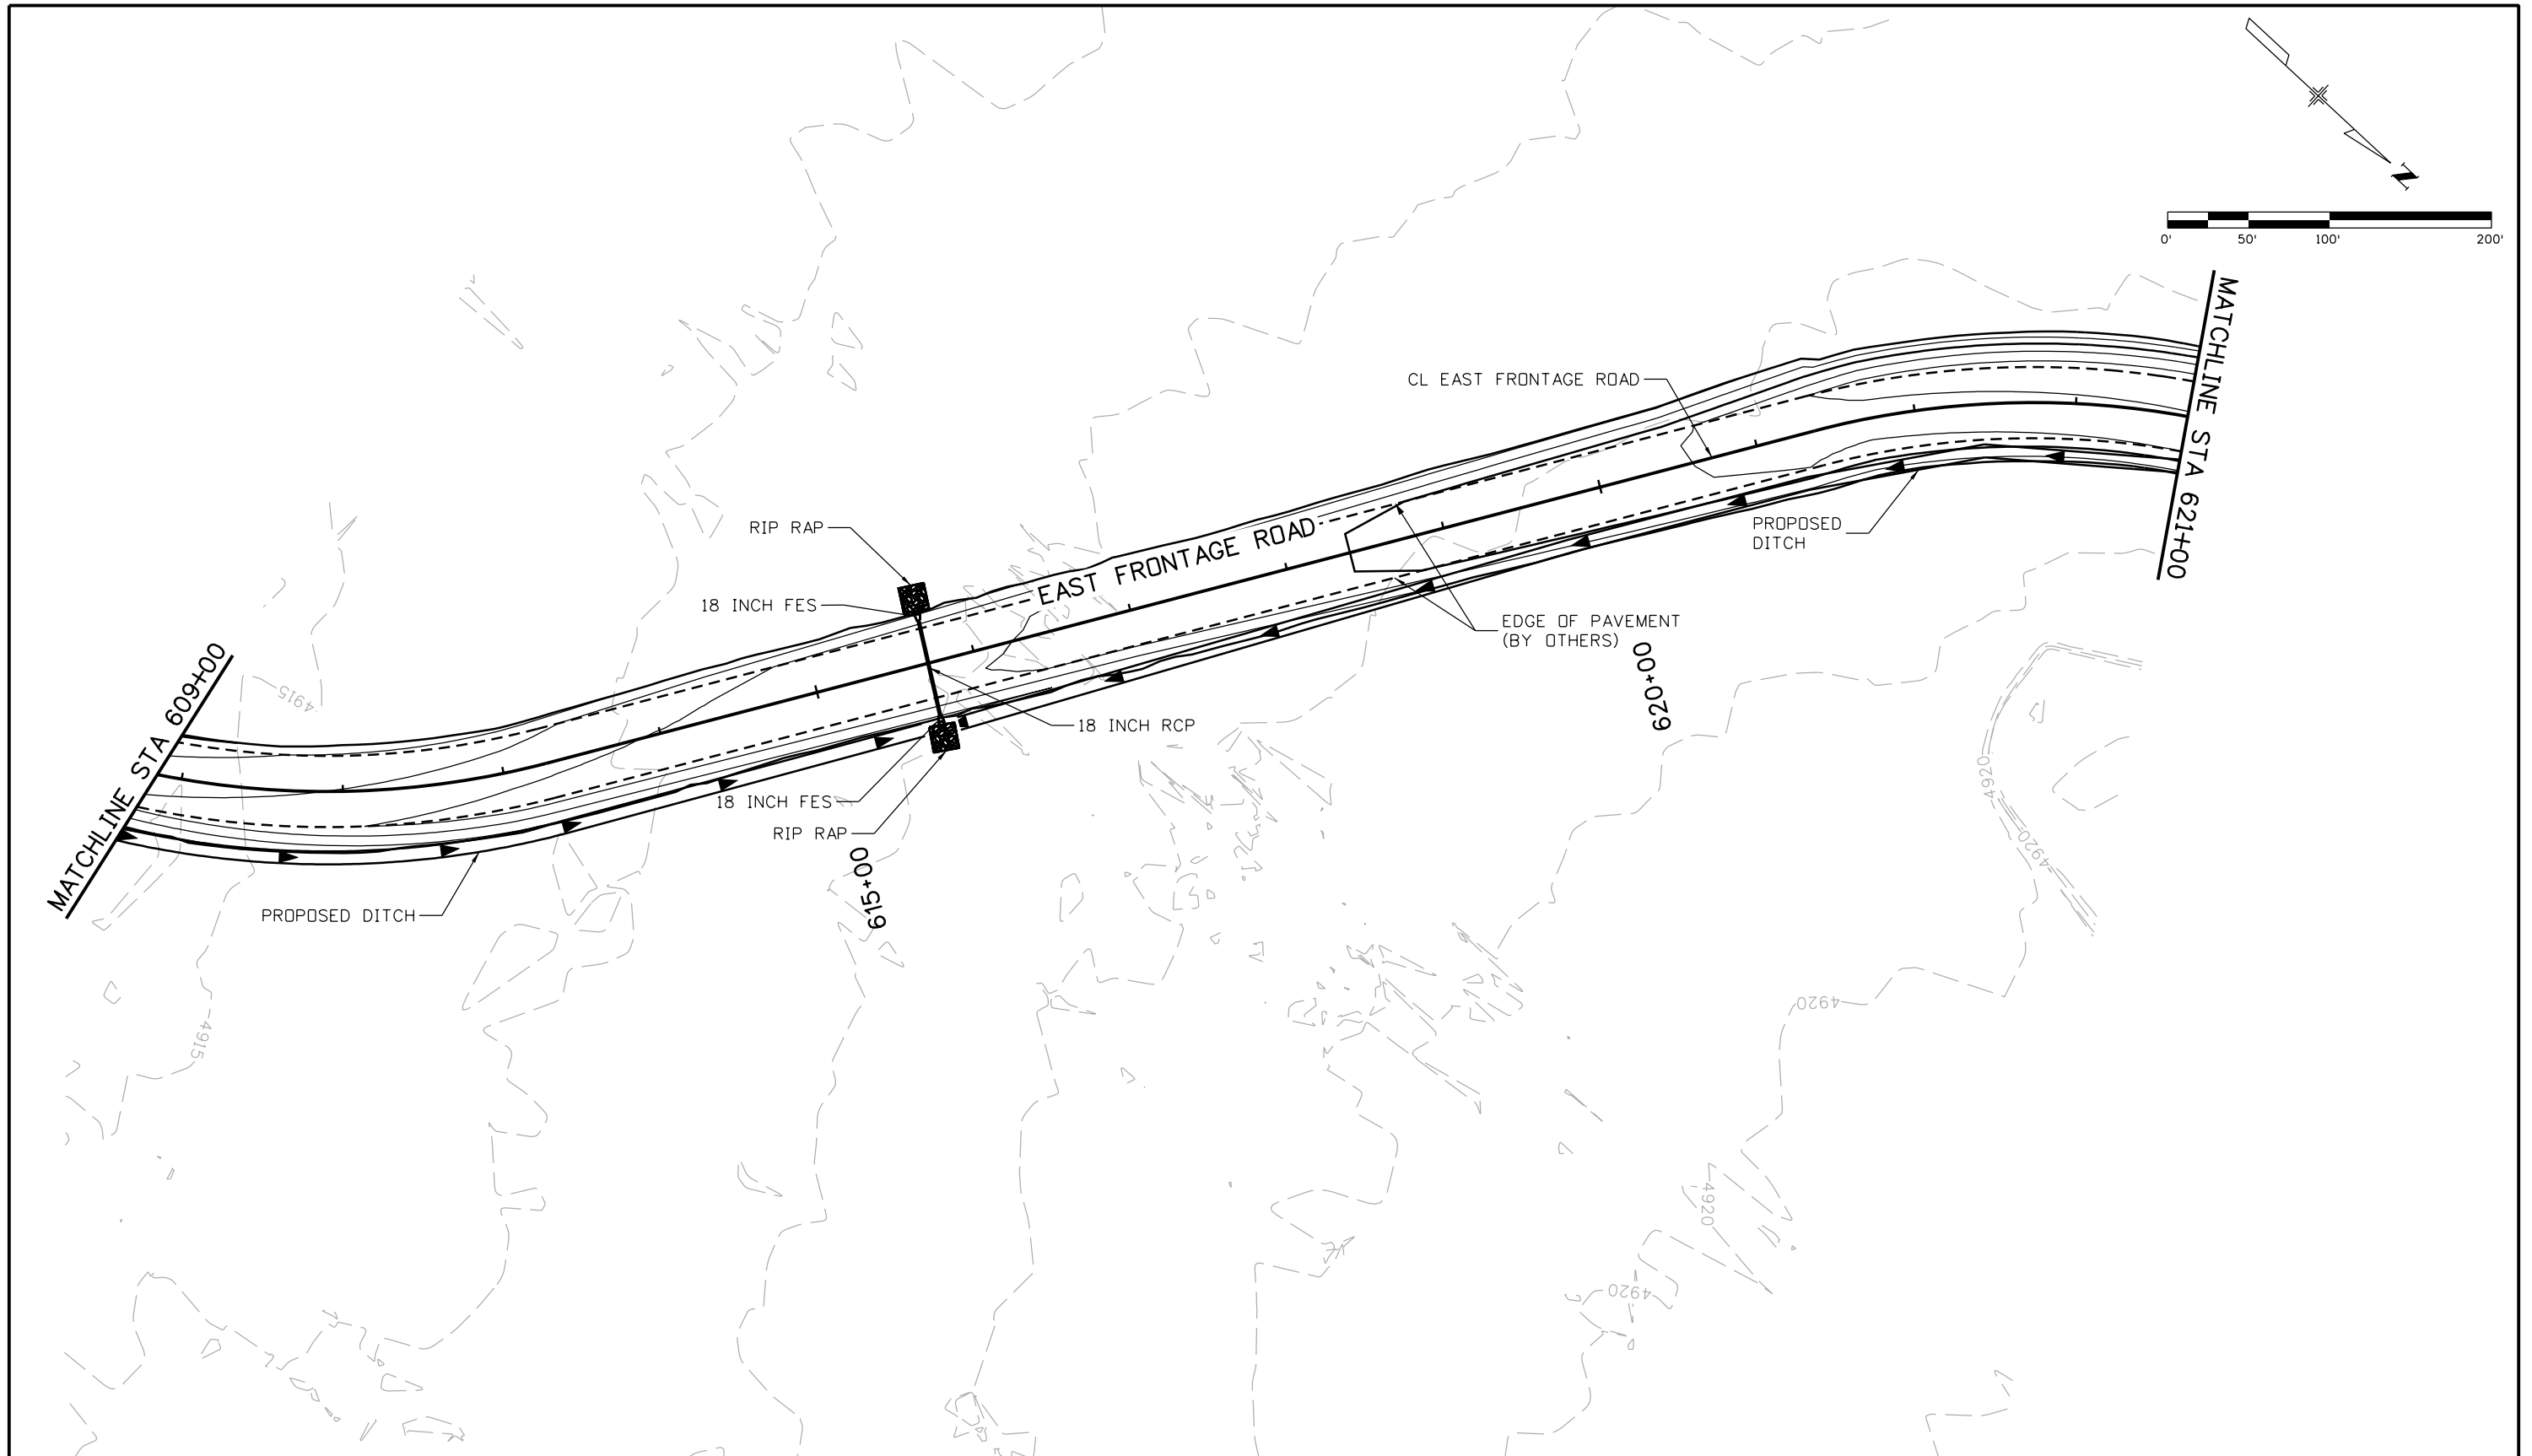 N
0' 50' 100' 200'
MATCHLINE STA 621+00
CL EAST FRONTAGE ROAD
RIP RAP
EAST FRONTAGE ROAD
PROPOSED
DITCH
18 INCH FES
EDGE OF PAVEMENT
(BY OTHERS)
620+00
MATCHLINE STA 609+00
4915
18 INCH RCP
18 INCH FES
RIP RAP
615+00
PROPOSED DITCH
4920
4920
4915
4920
4920
4920